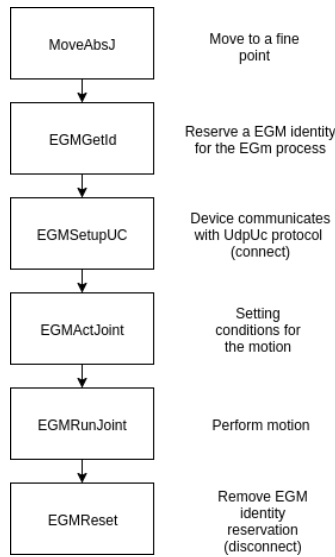 MoveAbsJ
Move to a fine
point
EGMGetId
Reserve a EGM identity
for the EGm process
EGMSetupUC
Device communicates
with UdpUc protocol
(connect)
EGMActJoint
Setting
conditions for
the motion
EGMRunJoint
Perform motion
EGMReset
Remove EGM
identity
reservation
(disconnect)